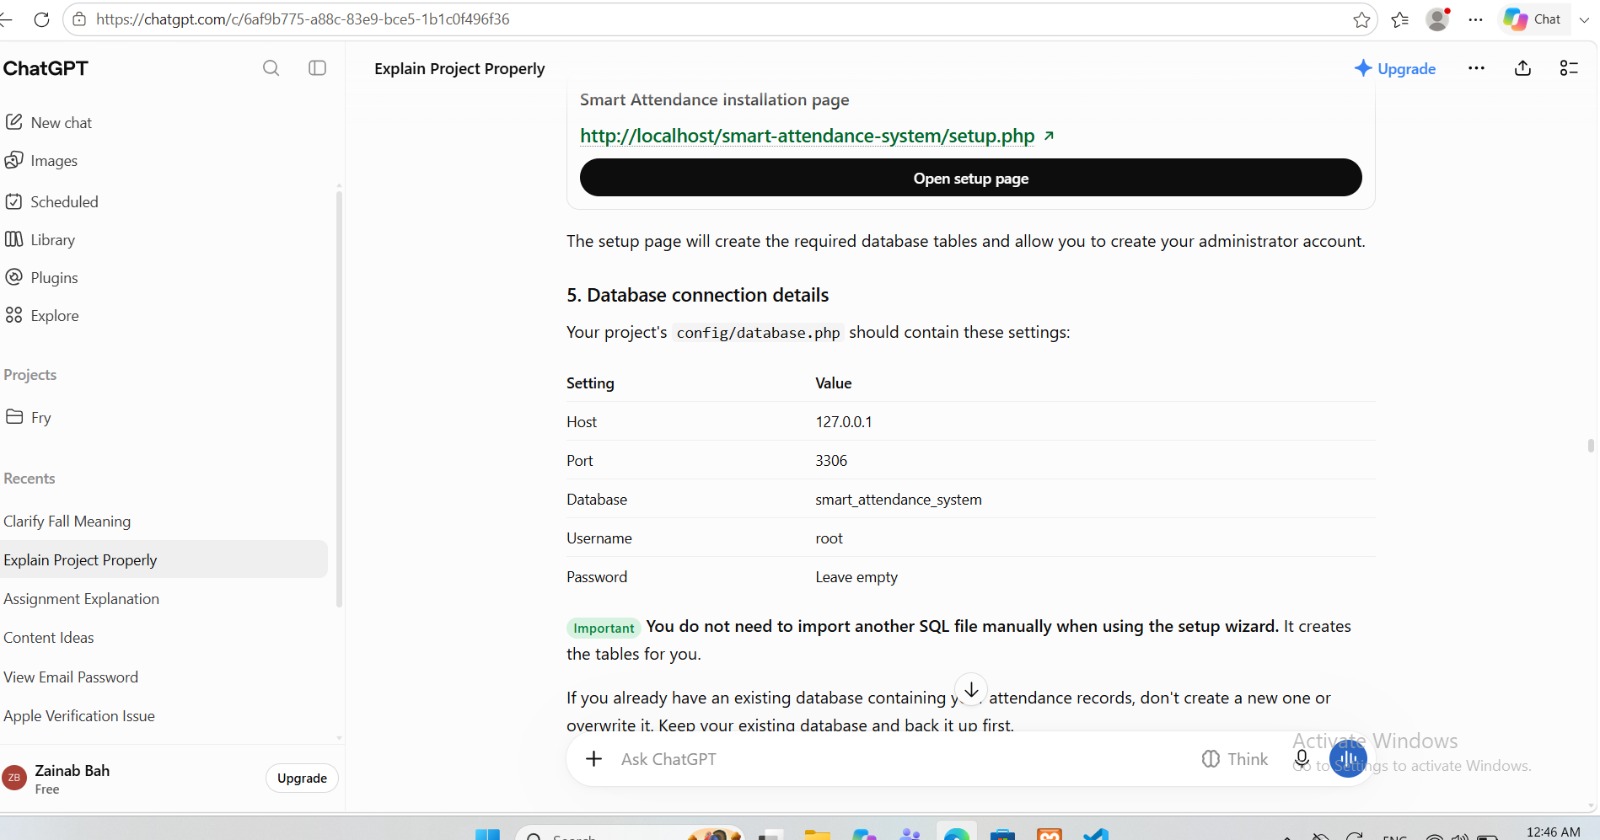 https://chatgpt.com/c/6af9b775-a88c-83e9-bce5-1b1c0f496f36
Chat
ChatGPT
New chat
Images
Scheduled
Library
Plugins
Explore
Projects
Fry
Recents
Clarify Fall Meaning
Explain Project Properly
Assignment Explanation
Content Ideas
View Email Password
Apple Verification Issue
ZB
Zainab Bah
Free
Upgrade
Explain Project Properly
Upgrade
Smart Attendance installation page
http://localhost/smart-attendance-system/setup.php ↗
Open setup page
The setup page will create the required database tables and allow you to create your administrator account.
5. Database connection details
Your project's config/database.php should contain these settings:
Setting Value
Host 127.0.0.1
Port 3306
Database smart_attendance_system
Username root
Password Leave empty
Important You do not need to import another SQL file manually when using the setup wizard. It creates
the tables for you.
If you already have an existing database containing attendance records, don't create a new one or
overwrite it. Keep your existing database and back it up first.
Ask ChatGPT
Think
Activate Windows
Go to Settings to activate Windows.
Search
ENG
12:46 AM